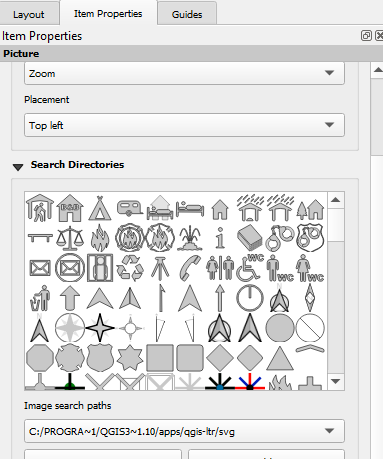 Layout
Item Properties
Guides
Item Properties
Picture
Zoom
Placement
Top left
Search Directories
B&B
WC
WC
WC
Image search paths
C:/PROGRA~1/QGIS3~1.10/apps/qgis-ltr/svg